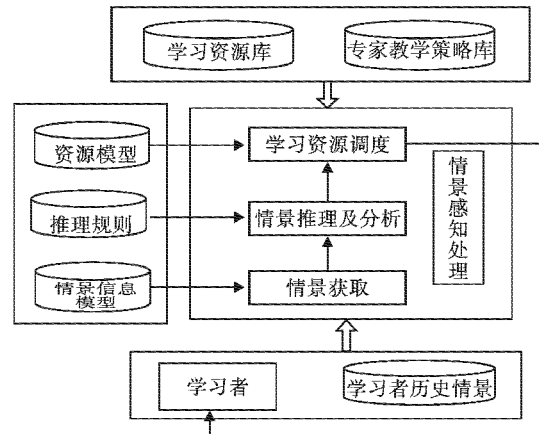 学习资源库
专家教学策略库
资源模型
学习资源调度
推理规则
情景推理及分析
情景信息
模型
情景获取
情
景
感
知
处
理
学习者
学习者历史情景